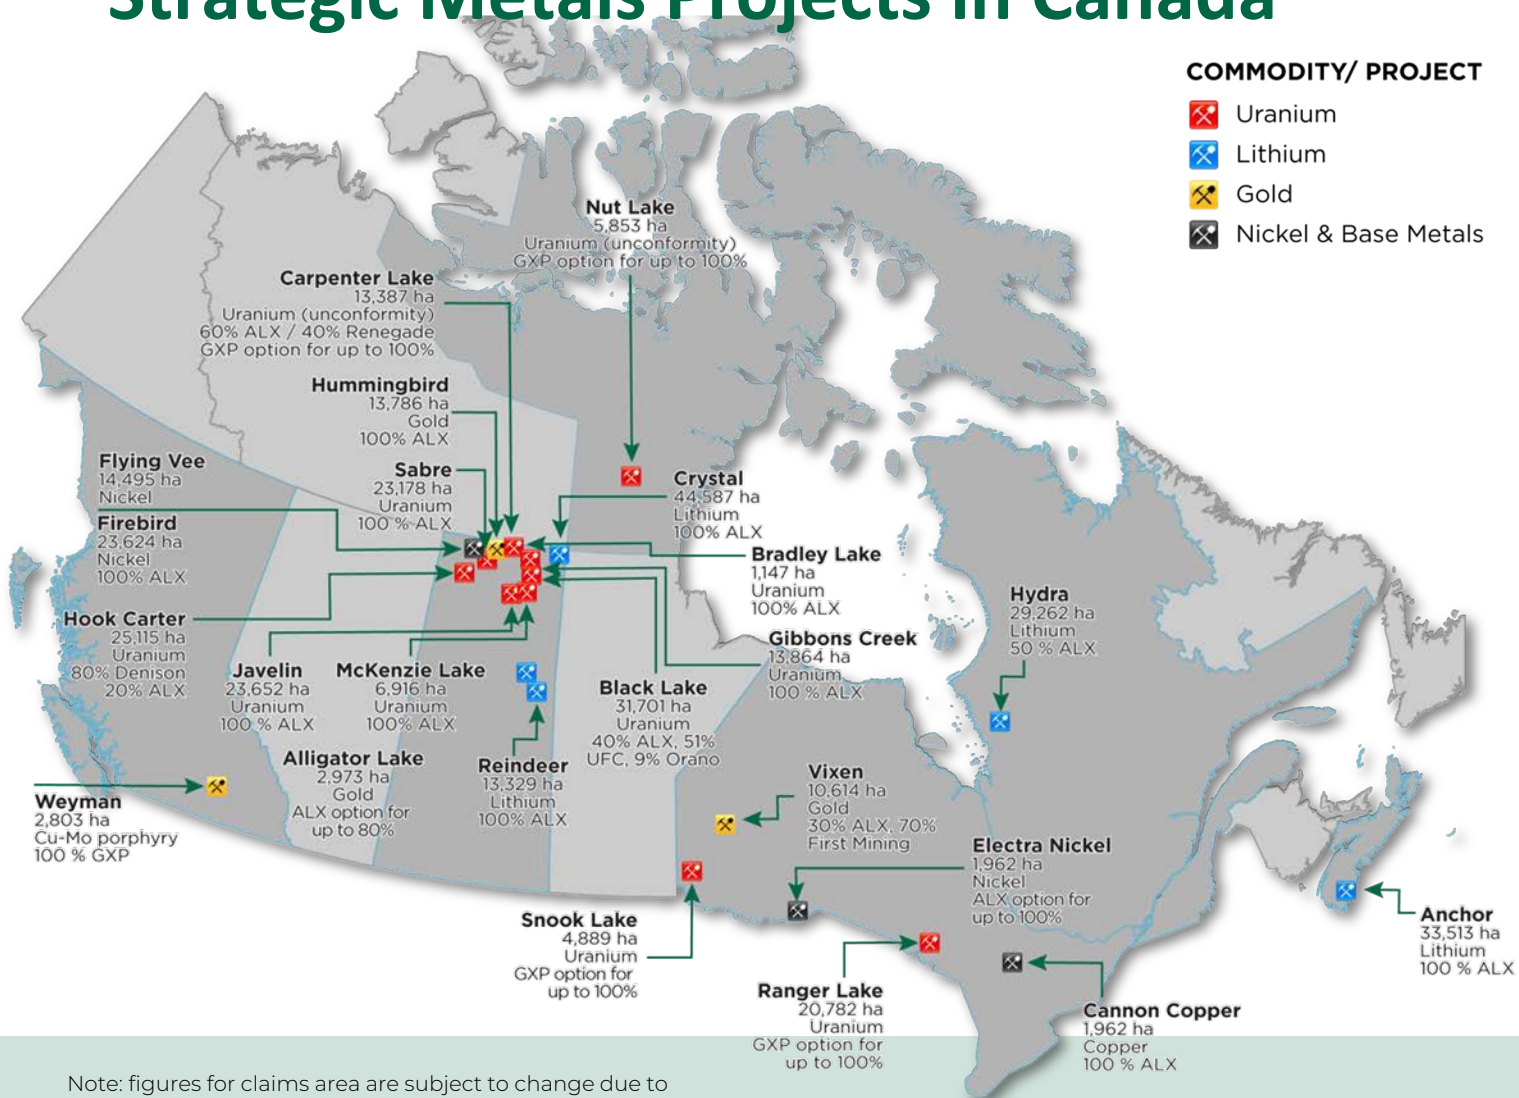 Strategic Metals Projects in Canada
COMMODITY/ PROJECT
Uranium
Lithium
Gold
Nickel & Base Metals
Nut Lake
5,853 ha
Uranium (unconformity)
GXP option for up to 100%
Carpenter Lake
13,387 ha
Uranium (unconformity)
60% ALX / 40% Renegade
GXP option for up to 100%
Hummingbird
13,786 ha
Gold
100% ALX
Flying Vee
14,495 ha
Nickel
Sabre
23,178 ha
Uranium
100 % ALX
Crystal
44,587 ha
Lithium
100% ALX
Firebird
23,624 ha
Nickel
100% ALX
Bradley Lake
1,147 ha
Uranium
100% ALX
Hydra
29,262 ha
Lithium
50 % ALX
Hook Carter
25,115 ha
Uranium
80% Denison
20% ALX
Gibbons Creek
13,864 ha
Uranium
100 % ALX
Javelin
23,652 ha
Uranium
100 % ALX
McKenzie Lake
6,916 ha
Uranium
100% ALX
Black Lake
31,701 ha
Uranium
40% ALX, 51%
UFC, 9% Orano
Alligator Lake
2,973 ha
Gold
ALX option for
up to 80%
Reindeer
13,329 ha
Lithium
100% ALX
Vixen
10,614 ha
Gold
30% ALX, 70%
First Mining
Weyman
2,803 ha
Cu-Mo porphyry
100 % GXP
Electra Nickel
1,962 ha
Nickel
ALX option for
up to 100%
Snook Lake
4,889 ha
Uranium
GXP option for
up to 100%
Anchor
33,513 ha
Lithium
100 % ALX
Ranger Lake
20,782 ha
Uranium
GXP option for
up to 100%
Cannon Copper
1,962 ha
Copper
100 % ALX
Note: figures for claims area are subject to change due to